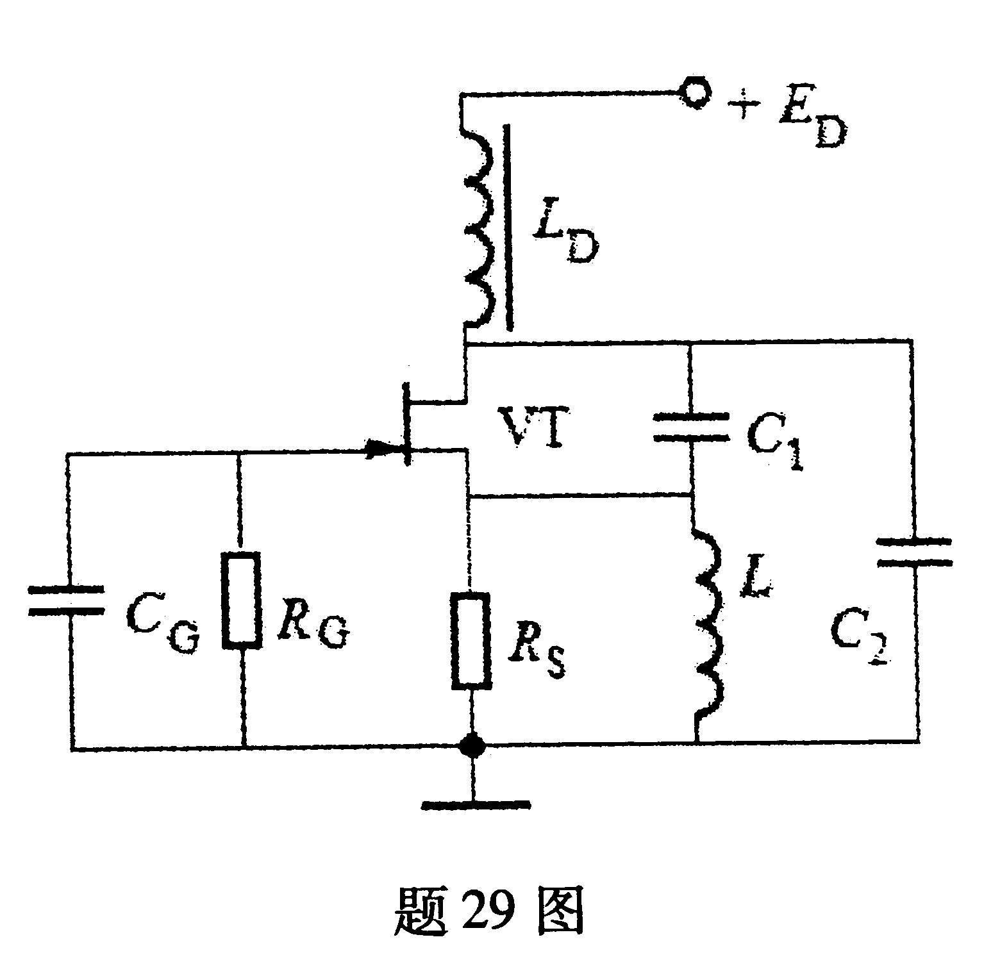 + E_D
L_D
VT
C_1
L
C_G
R_G
R_S
C_2
题 29 图